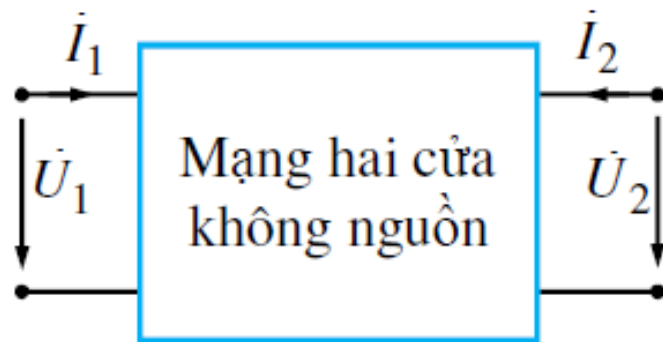 İ1
İ2
U̇1
Mạng hai cửa
không nguồn
U̇2